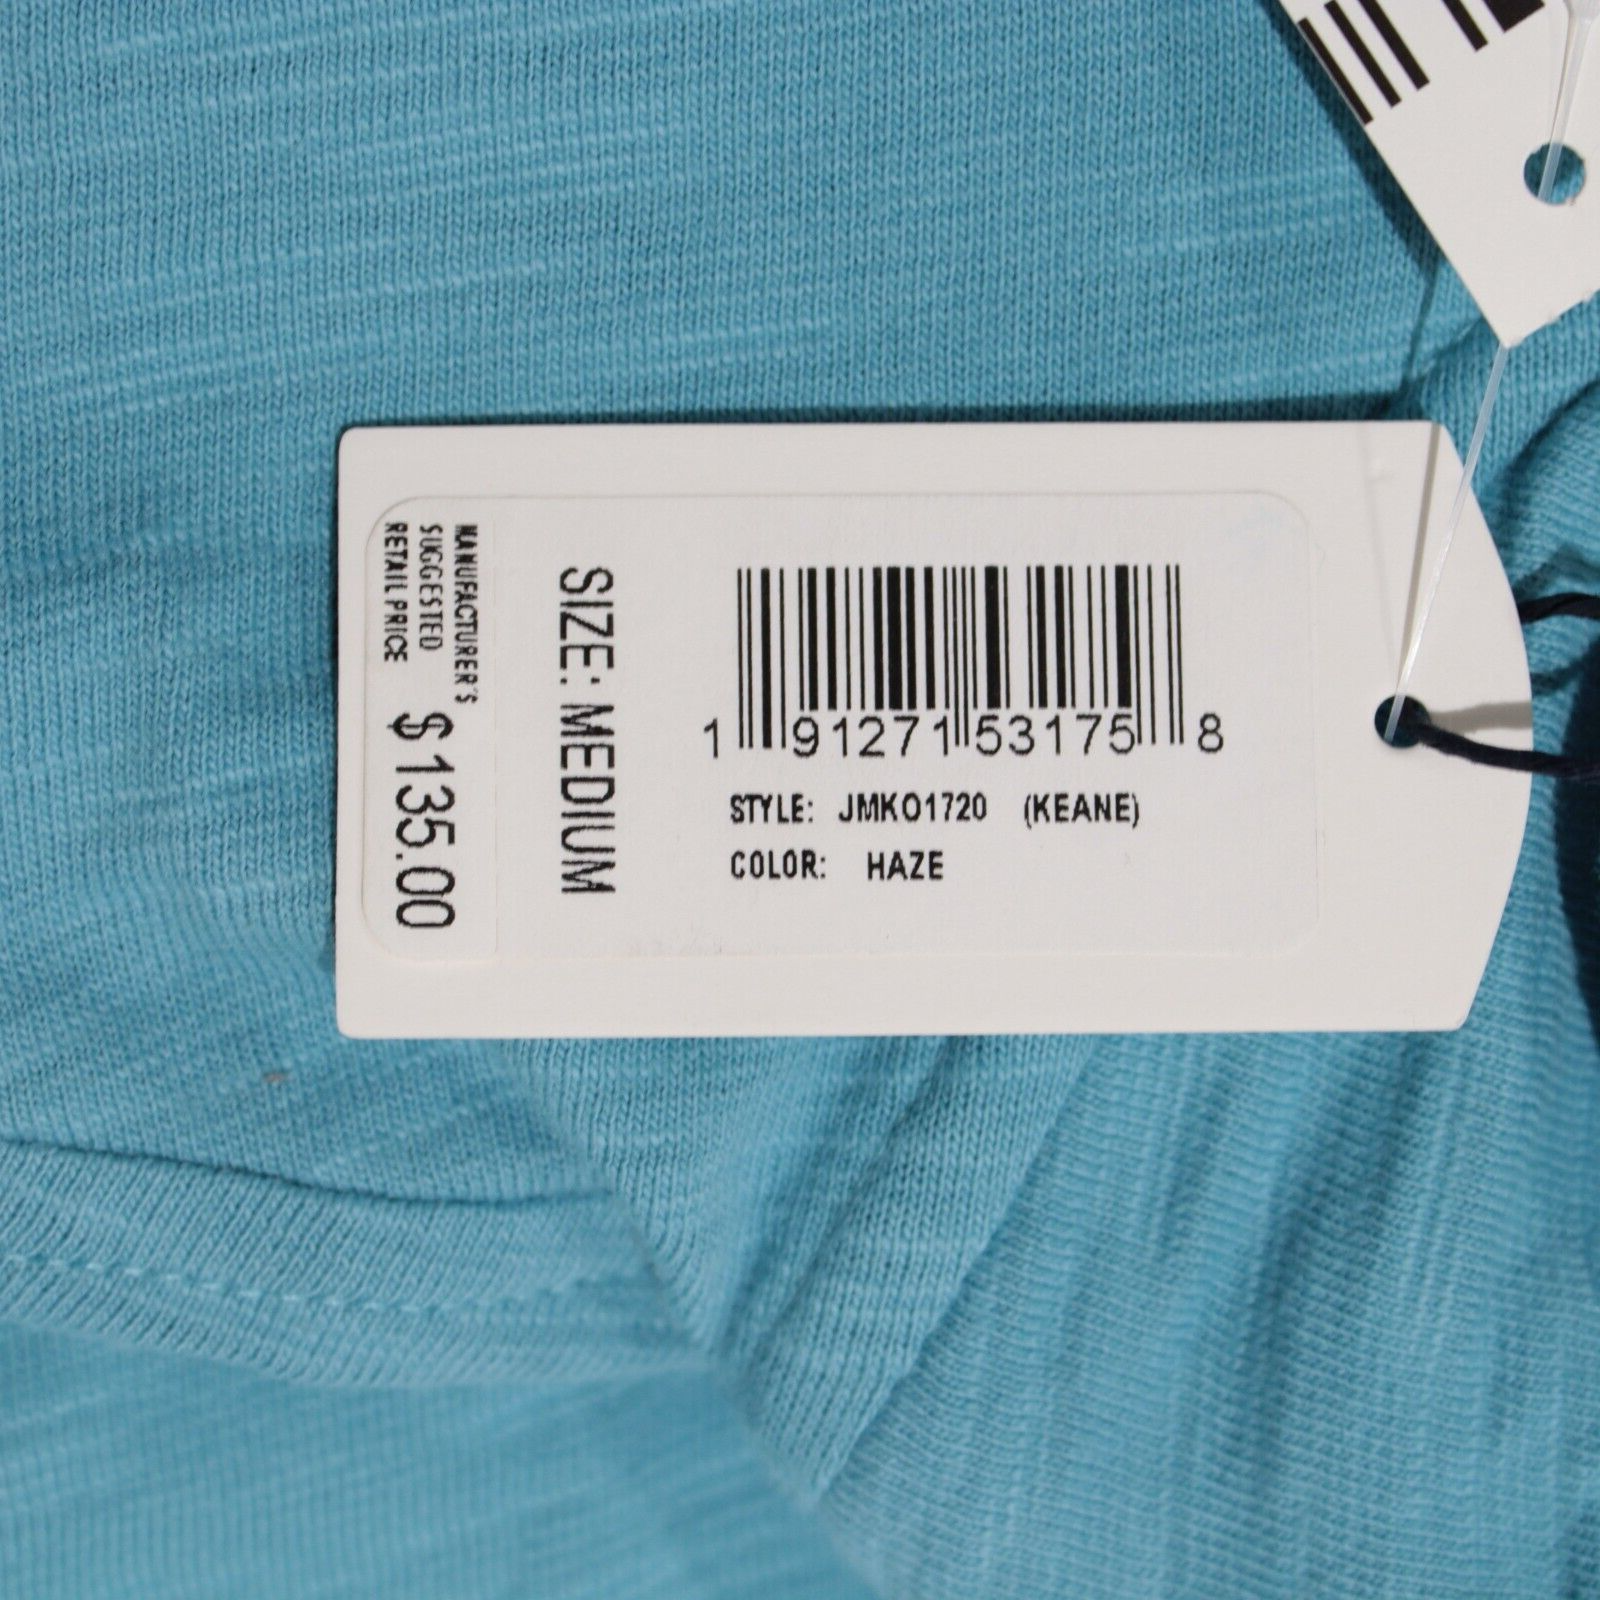 1 91271 53175 8
STYLE: JMKO1720 (KEANE)
COLOR: HAZE
SIZE: MEDIUM
MANUFACTURER'S
SUGGESTED
RETAIL PRICE
$ 135.00